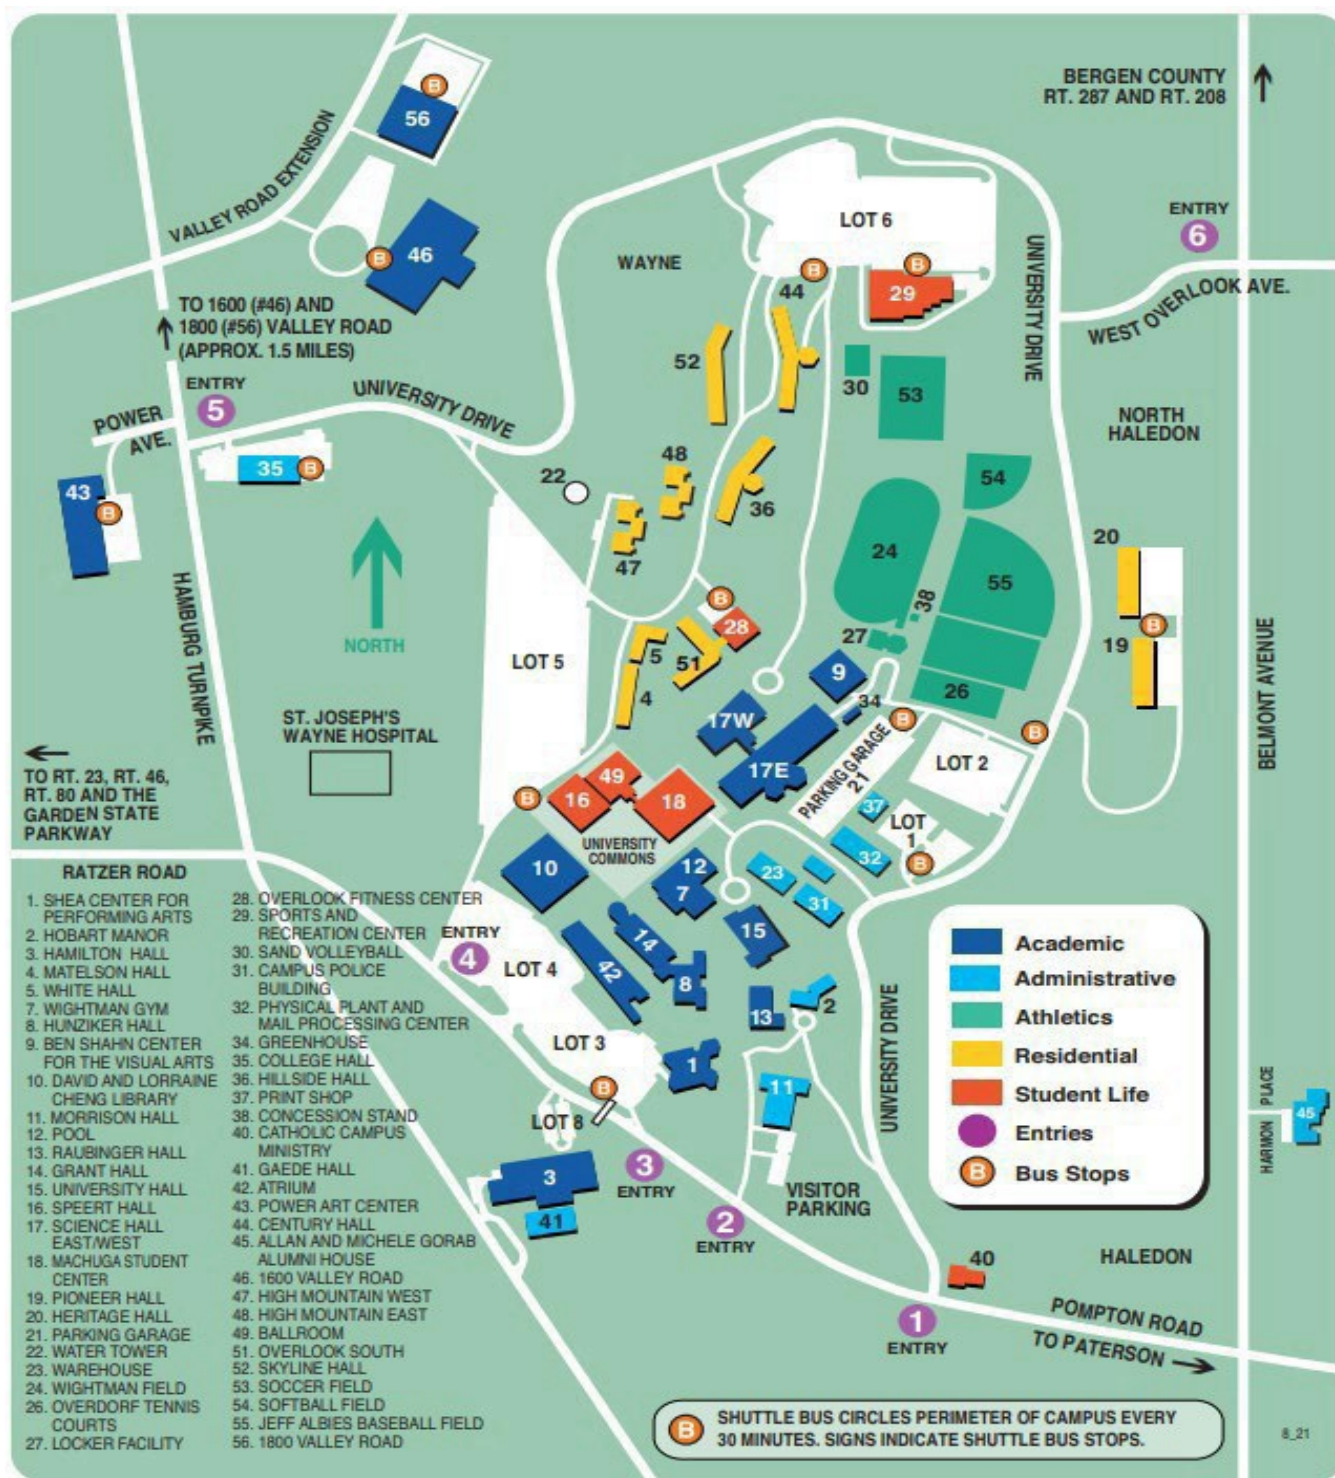 BERGEN COUNTY
RT. 287 AND RT. 208
B
56
VALLEY ROAD EXTENSION
LOT 6
ENTRY
6
UNIVERSITY DRIVE
WAYNE
B
46
B
B
44
29
WEST OVERLOOK AVE.
TO 1600 (#46) AND
1800 (#56) VALLEY ROAD
(APPROX. 1.5 MILES)
52
30
53
ENTRY
5
UNIVERSITY DRIVE
POWER
AVE.
NORTH
HALEDON
35
B
43
B
22
48
36
47
54
24
55
38
20
B
19
HAMBURG TURNPIKE
NORTH
BELMONT AVENUE
B
28
5
51
4
27
9
26
34
LOT 5
ST. JOSEPH'S
WAYNE HOSPITAL
17W
17E
PARKING GARAGE
21
B
LOT 2
B
TO RT. 23, RT. 46,
RT. 80 AND THE
GARDEN STATE
PARKWAY
B
16
49
18
37
LOT
1
32
B
UNIVERSITY
COMMONS
10
12
7
23
31
15
RATZER ROAD
1. SHEA CENTER FOR
PERFORMING ARTS
2. HOBART MANOR
3. HAMILTON HALL
4. MATELSON HALL
5. WHITE HALL
7. WIGHTMAN GYM
8. HUNZIKER HALL
9. BEN SHAHN CENTER
FOR THE VISUAL ARTS
10. DAVID AND LORRAINE
CHENG LIBRARY
11. MORRISON HALL
12. POOL
13. RAUBINGER HALL
14. GRANT HALL
15. UNIVERSITY HALL
16. SPEERT HALL
17. SCIENCE HALL
EAST/WEST
18. MACHUGA STUDENT
CENTER
19. PIONEER HALL
20. HERITAGE HALL
21. PARKING GARAGE
22. WATER TOWER
23. WAREHOUSE
24. WIGHTMAN FIELD
26. OVERDORF TENNIS
COURTS
27. LOCKER FACILITY
28. OVERLOOK FITNESS CENTER
29. SPORTS AND
RECREATION CENTER
30. SAND VOLLEYBALL
31. CAMPUS POLICE
BUILDING
32. PHYSICAL PLANT AND
MAIL PROCESSING CENTER
34. GREENHOUSE
35. COLLEGE HALL
36. HILLSIDE HALL
37. PRINT SHOP
38. CONCESSION STAND
40. CATHOLIC CAMPUS
MINISTRY
41. GAEDE HALL
42. ATRIUM
43. POWER ART CENTER
44. CENTURY HALL
45. ALLAN AND MICHELE GORAB
ALUMNI HOUSE
46. 1600 VALLEY ROAD
47. HIGH MOUNTAIN WEST
48. HIGH MOUNTAIN EAST
49. BALLROOM
51. OVERLOOK SOUTH
52. SKYLINE HALL
53. SOCCER FIELD
54. SOFTBALL FIELD
55. JEFF ALBIES BASEBALL FIELD
56. 1800 VALLEY ROAD
ENTRY
4
LOT 4
42
14
8
13
2
LOT 3
1
11
B
LOT 8
3
41
3
ENTRY
2
ENTRY
VISITOR
PARKING
UNIVERSITY DRIVE
Academic
Administrative
Athletics
Residential
Student Life
Entries
B Bus Stops
HARMON PLACE
45
40
HALEDON
1
ENTRY
POMPTON ROAD
TO PATERSON
B
SHUTTLE BUS CIRCLES PERIMETER OF CAMPUS EVERY
30 MINUTES. SIGNS INDICATE SHUTTLE BUS STOPS.
8_21